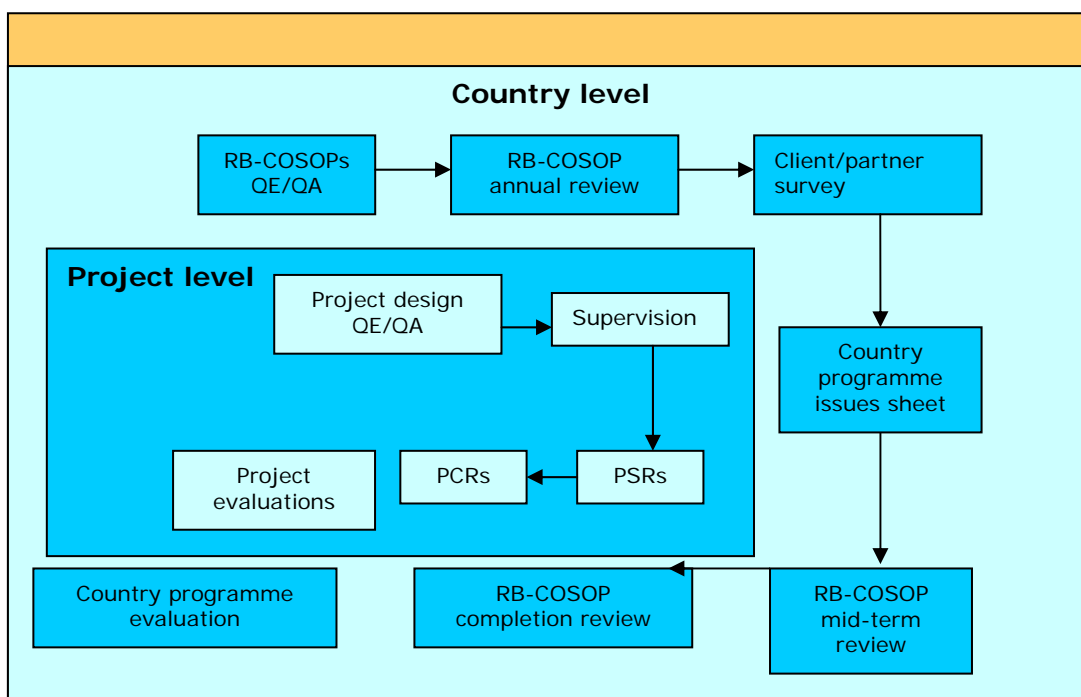 Country level
RB-COSOPs
QE/QA
RB-COSOP
annual review
Client/partner
survey
Project level
Project design
QE/QA
Supervision
Country
programme
issues sheet
Project
evaluations
PCRs
PSRs
Country programme
evaluation
RB-COSOP
completion review
RB-COSOP
mid-term
review